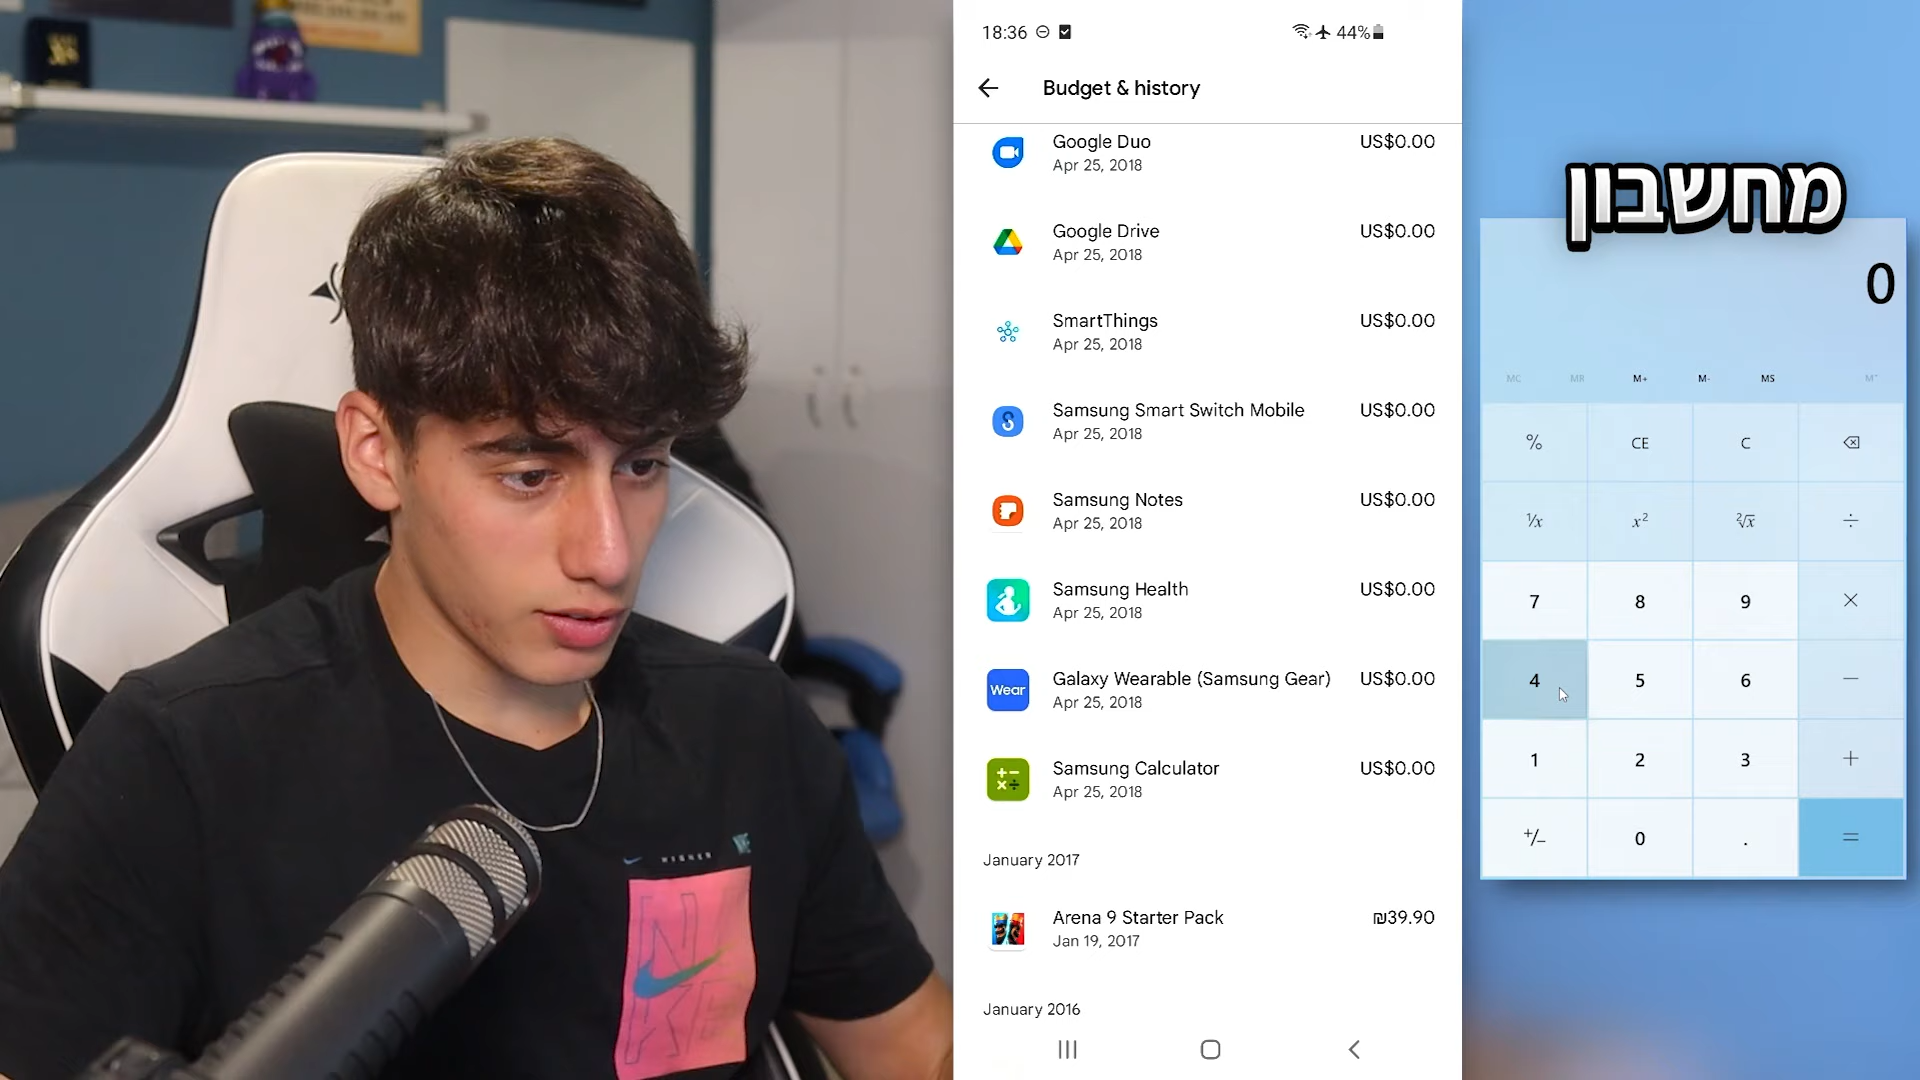 18:36
44%
Budget & history
Google Duo
US$0.00
Apr 25, 2018
Google Drive
US$0.00
Apr 25, 2018
SmartThings
US$0.00
Apr 25, 2018
Samsung Smart Switch Mobile
US$0.00
Apr 25, 2018
Samsung Notes
US$0.00
Apr 25, 2018
Samsung Health
US$0.00
Apr 25, 2018
Wear
Galaxy Wearable (Samsung Gear)
US$0.00
Apr 25, 2018
Samsung Calculator
US$0.00
Apr 25, 2018
January 2017
Arena 9 Starter Pack
₪39.90
Jan 19, 2017
January 2016
מחשבון
0
MC MR M+ M- MS M˅
% CE C
¹/x x² ²√x ÷
7 8 9 ×
4 5 6 −
1 2 3 +
+/− 0 . =
HIGHER
NIKE